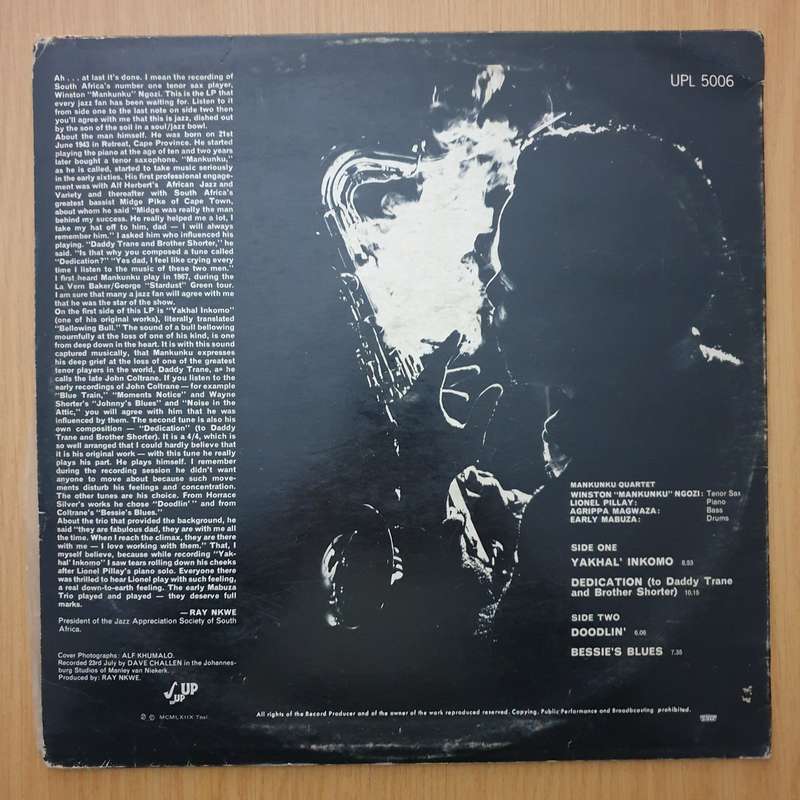 Ah . . . at last it's done. I mean the recording of
South Africa's number one tenor sax player,
Winston "Mankunku" Ngozi. This is the LP that
every jazz fan has been waiting for. Listen to it
from side one to the last note on side two then
you'll agree with me that this is jazz, dished out
by the son of the soil in a soul/jazz bowl.
About the man himself. He was born on 21st
June 1943 in Retreat, Cape Province. He started
playing the piano at the age of ten and two years
later bought a tenor saxophone. "Mankunku,"
as he is called, started to take music seriously
in the early sixties. His first professional engage-
ment was with Alf Herbert's African Jazz and
Variety and thereafter with South Africa's
greatest bassist Midge Pike of Cape Town,
about whom he said "Midge was really the man
behind my success. He really helped me a lot, I
take my hat off to him, dad — I will always
remember him." I asked him who influenced his
playing. "Daddy Trane and Brother Shorter," he
said. "Is that why you composed a tune called
"Dedication?" "Yes dad, I feel like crying every
time I listen to the music of these two men."
I first heard Mankunku play in 1967, during the
La Vern Baker/George "Stardust" Green tour.
I am sure that many a jazz fan will agree with me
that he was the star of the show.
On the first side of this LP is "Yakhal Inkomo"
(one of his original works), literally translated
"Bellowing Bull." The sound of a bull bellowing
mournfully at the loss of one of his kind, is one
from deep down in the heart. It is with this sound
captured musically, that Mankunku expresses
his deep grief at the loss of one of the greatest
tenor players in the world, Daddy Trane, as he
calls the late John Coltrane. If you listen to the
early recordings of John Coltrane — for example
"Blue Train," "Moments Notice" and Wayne
Shorter's "Johnny's Blues" and "Noise in the
Attic," you will agree with him that he was
influenced by them. The second tune is also his
own composition — "Dedication" (to Daddy
Trane and Brother Shorter). It is a 4/4, which is
so well arranged that I could hardly believe that
it is his original work — with this tune he really
plays his part. He plays himself. I remember
during the recording session he didn't want
anyone to move about because such move-
ments disturb his feelings and concentration.
The other tunes are his choice. From Horace
Silver's works he chose "Doodlin'" and from
Coltrane's "Bessie's Blues."
About the trio that provided the background, he
said "they are fabulous dad, they are with me all
the time. When I reach the climax, they are there
with me — I love working with them." That, I
myself believe, because while recording "Yak-
hal' Inkomo" I saw tears rolling down his cheeks
after Lionel Pillay's piano solo. Everyone there
was thrilled to hear Lionel play with such feeling,
a real down-to-earth feeling. The early Mabuza
Trio played and played — they deserve full
marks.
—RAY NKWE
President of the Jazz Appreciation Society of South
Africa.
Cover Photographs: ALF KHUMALO.
Recorded 23rd July by DAVE CHALLEN in the Johannes-
burg Studios of Manley van Niekerk.
Produced by: RAY NKWE.
UP
UP
℗ © MCMLXIIX Teal.
UPL 5006
MANKUNKU QUARTET
WINSTON "MANKUNKU" NGOZI: Tenor Sax
LIONEL PILLAY: Piano
AGRIPPA MAGWAZA: Bass
EARLY MABUZA: Drums
SIDE ONE
YAKHAL' INKOMO 8.53
DEDICATION (to Daddy Trane
and Brother Shorter) 10.15
SIDE TWO
DOODLIN' 6.06
BESSIE'S BLUES 7.35
All rights of the Record Producer and of the owner of the work reproduced reserved. Copying, Public Performance and Broadcasting prohibited.